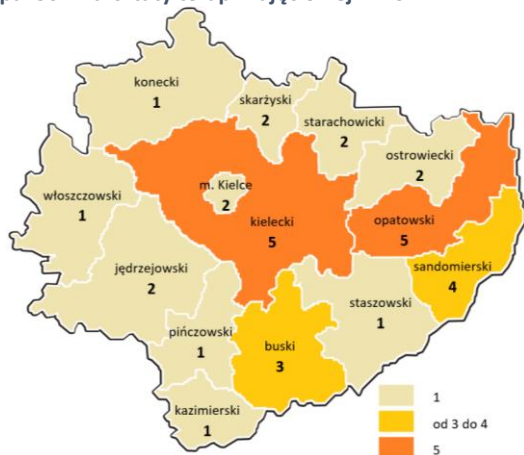 konecki
1
skarżyski
2
starachowicki
2
ostrowiecki
2
włoszczowski
1
m. Kielce
2
kielecki
5
opatowski
5
sandomierski
4
jędrzejowski
2
staszowski
1
pińczowski
1
buski
3
kazimierski
1
1
od 3 do 4
5